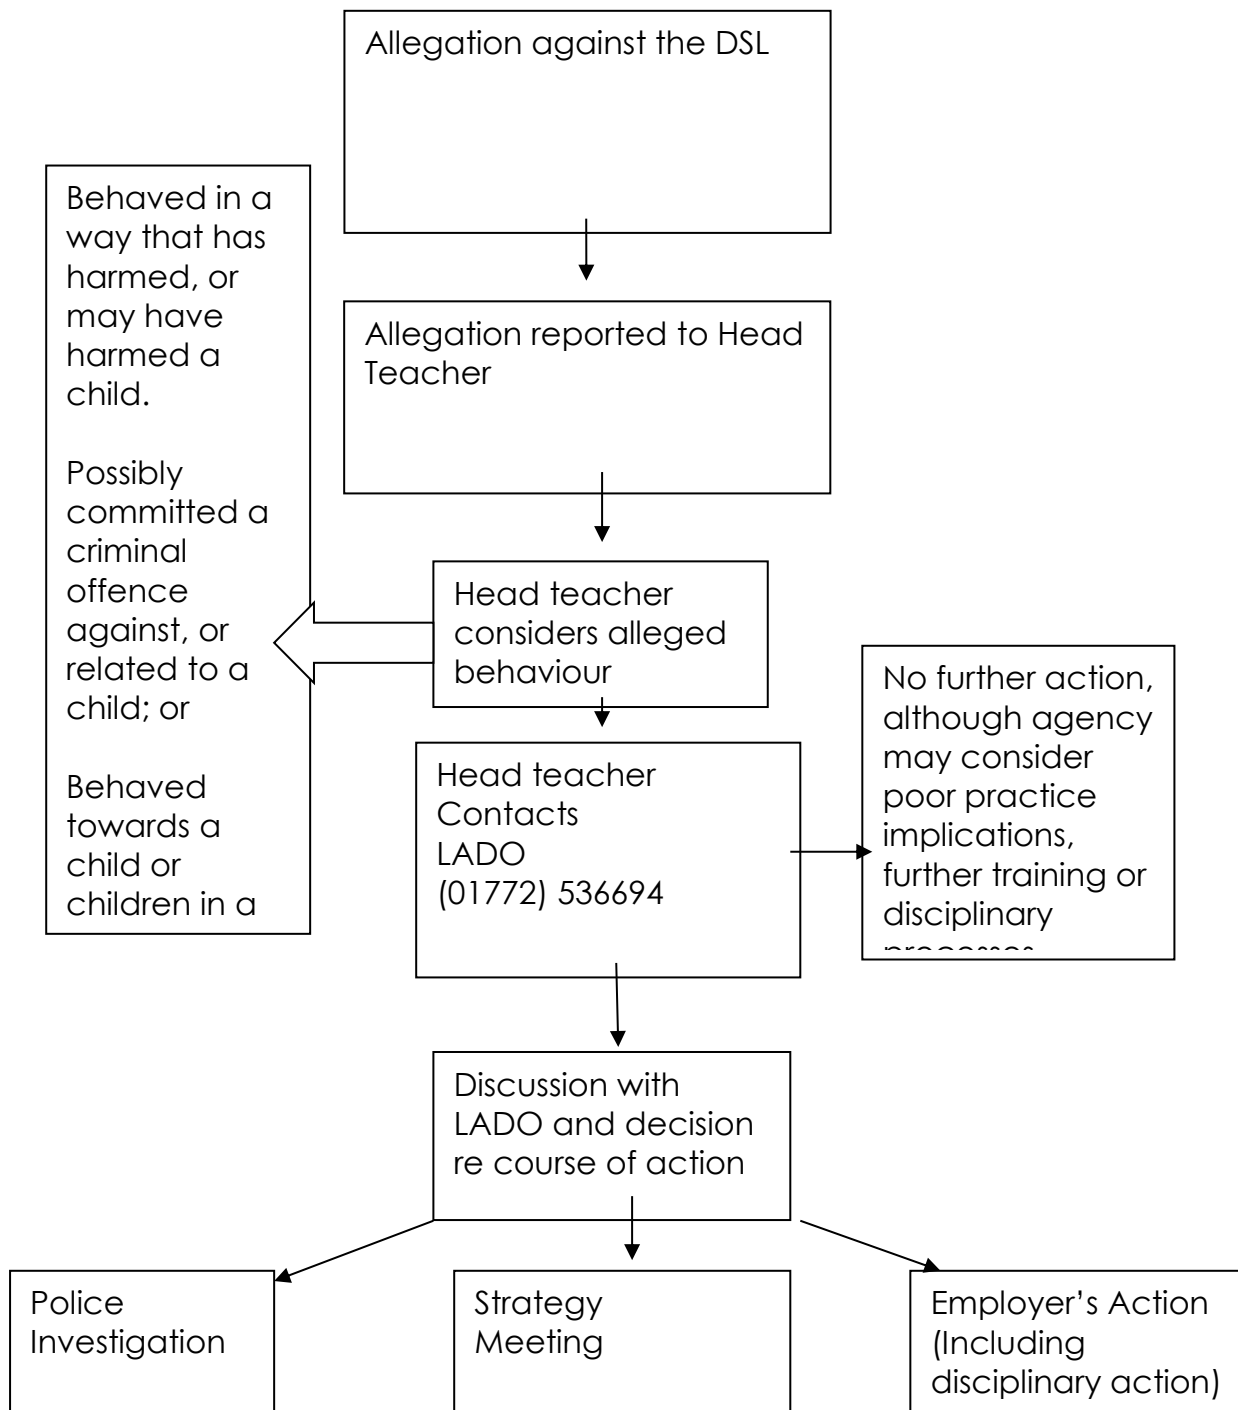 Allegation against the DSL
Behaved in a
way that has
harmed, or
may have
harmed a
child.
Possibly
committed a
criminal
offence
against, or
related to a
child; or
Behaved
towards a
child or
children in a
Allegation reported to Head
Teacher
Head teacher
considers alleged
behaviour
Head teacher
Contacts
LADO
(01772) 536694
No further action,
although agency
may consider
poor practice
implications,
further training or
disciplinary
Discussion with
LADO and decision
re course of action
Police
Investigation
Strategy
Meeting
Employer’s Action
(Including
disciplinary action)